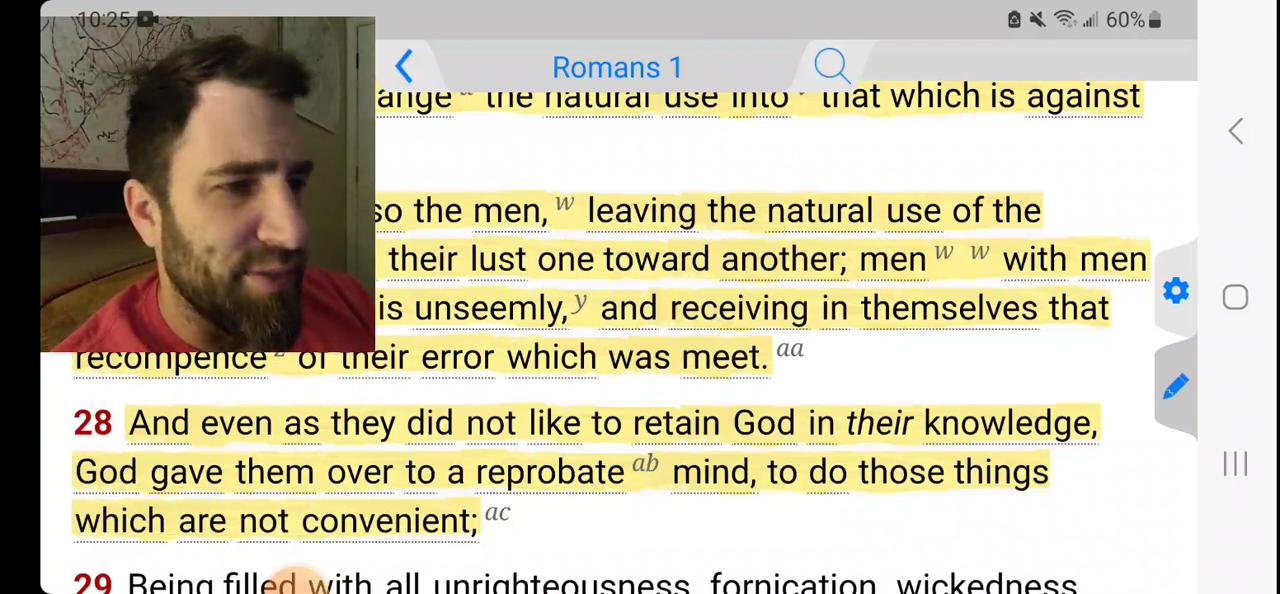 10:25
60%
Romans 1
ange the natural use into that which is against
so the men, w leaving the natural use of the
their lust one toward another; men w w with men
is unseemly, y and receiving in themselves that
recompence z of their error which was meet. aa
28 And even as they did not like to retain God in their knowledge,
God gave them over to a reprobate ab mind, to do those things
which are not convenient; ac
29 Being filled with all unrighteousness, fornication, wickedness,